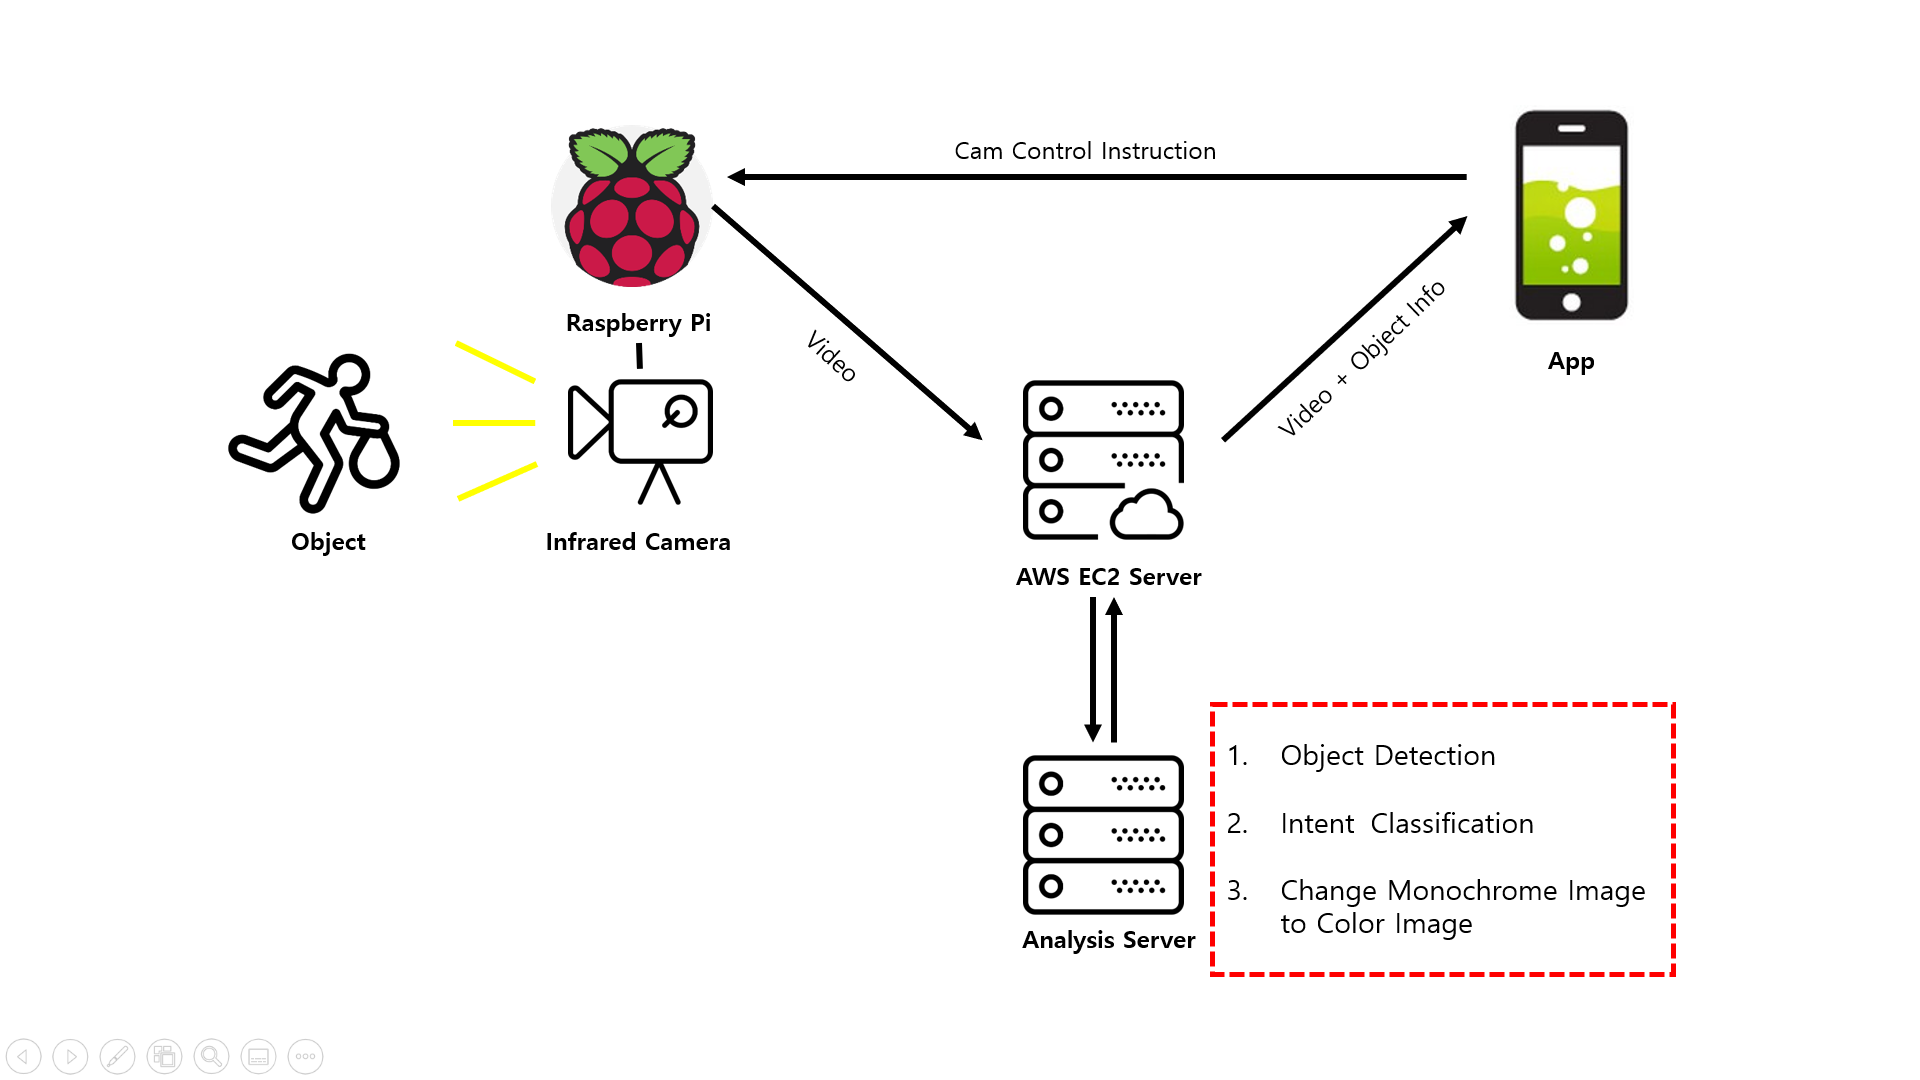 Cam Control Instruction
Raspberry Pi
Video
Video + Object Info
App
Object
Infrared Camera
AWS EC2 Server
1. Object Detection
2. Intent Classification
3. Change Monochrome Image
to Color Image
Analysis Server